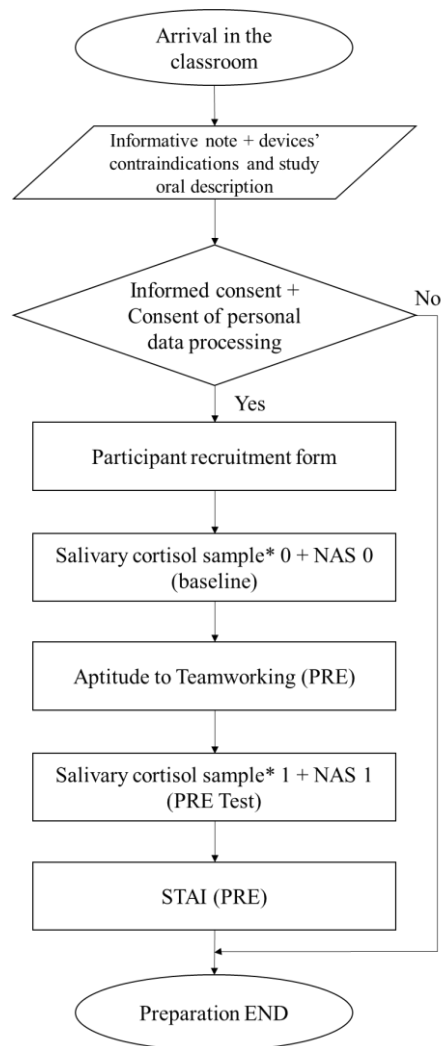 Arrival in the
classroom
Informative note + devices’
contraindications and study
oral description
Informed consent +
Consent of personal
data processing
No
Yes
Participant recruitment form
Salivary cortisol sample* 0 + NAS 0
(baseline)
Aptitude to Teamworking (PRE)
Salivary cortisol sample* 1 + NAS 1
(PRE Test)
STAI (PRE)
Preparation END